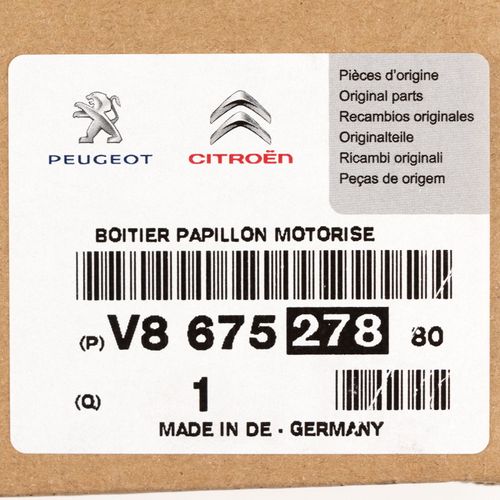 PEUGEOT
CITROËN
Pièces d'origine
Original parts
Recambios originales
Originalteile
Ricambi originali
Peças de origem
BOITIER PAPILLON MOTORISE
(P) V8 675 278 80
(Q) 1
MADE IN DE - GERMANY